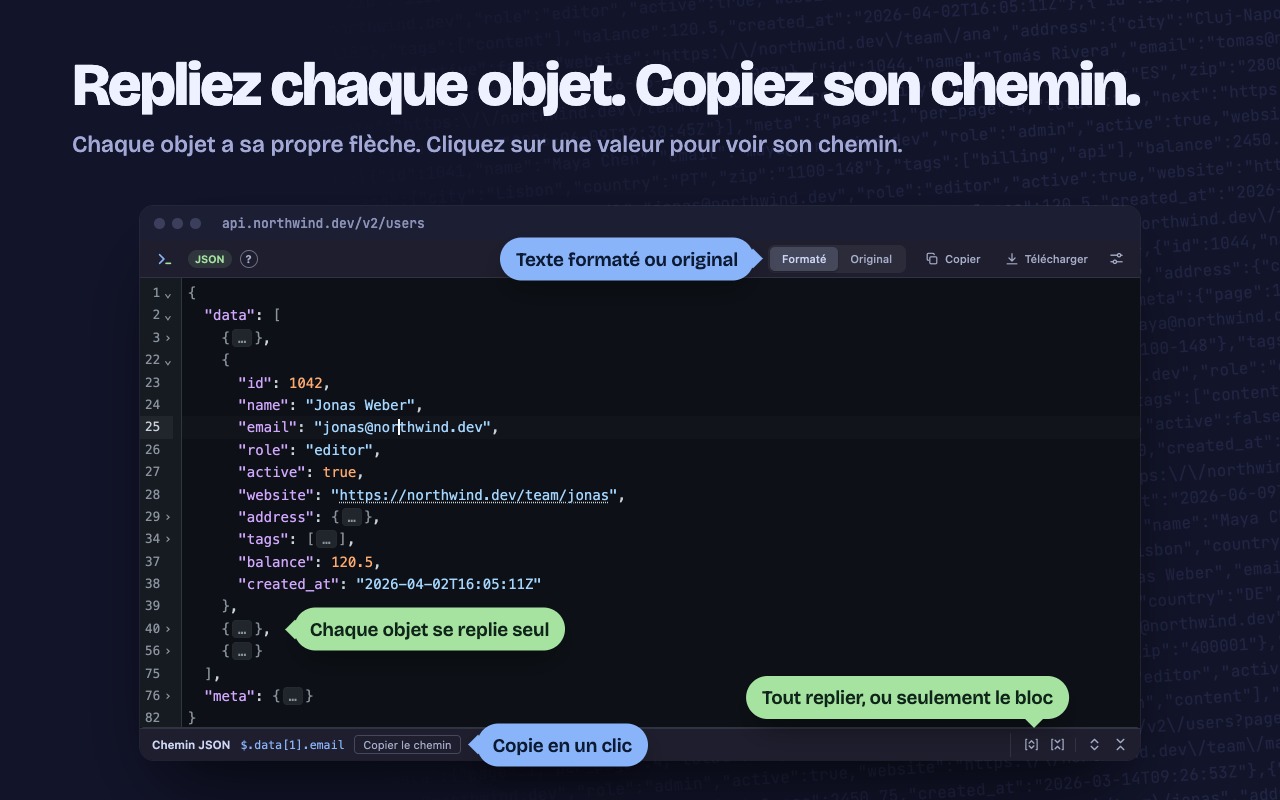 Repliez chaque objet. Copiez son chemin.
Chaque objet a sa propre flèche. Cliquez sur une valeur pour voir son chemin.
api.northwind.dev/v2/users
JSON ?
Texte formaté ou original
Formaté Original Copier Télécharger
1 {
2 "data": [
3 { … },
22 {
23 "id": 1042,
24 "name": "Jonas Weber",
25 "email": "jonas@northwind.dev",
26 "role": "editor",
27 "active": true,
28 "website": "https://northwind.dev/team/jonas",
29 "address": { … },
34 "tags": [ … ],
37 "balance": 120.5,
38 "created_at": "2026-04-02T16:05:11Z"
39 },
40 { … },
Chaque objet se replie seul
56 { … }
75 ],
76 "meta": { … }
82 }
Tout replier, ou seulement le bloc
Chemin JSON $.data[1].email Copier le chemin
Copie en un clic